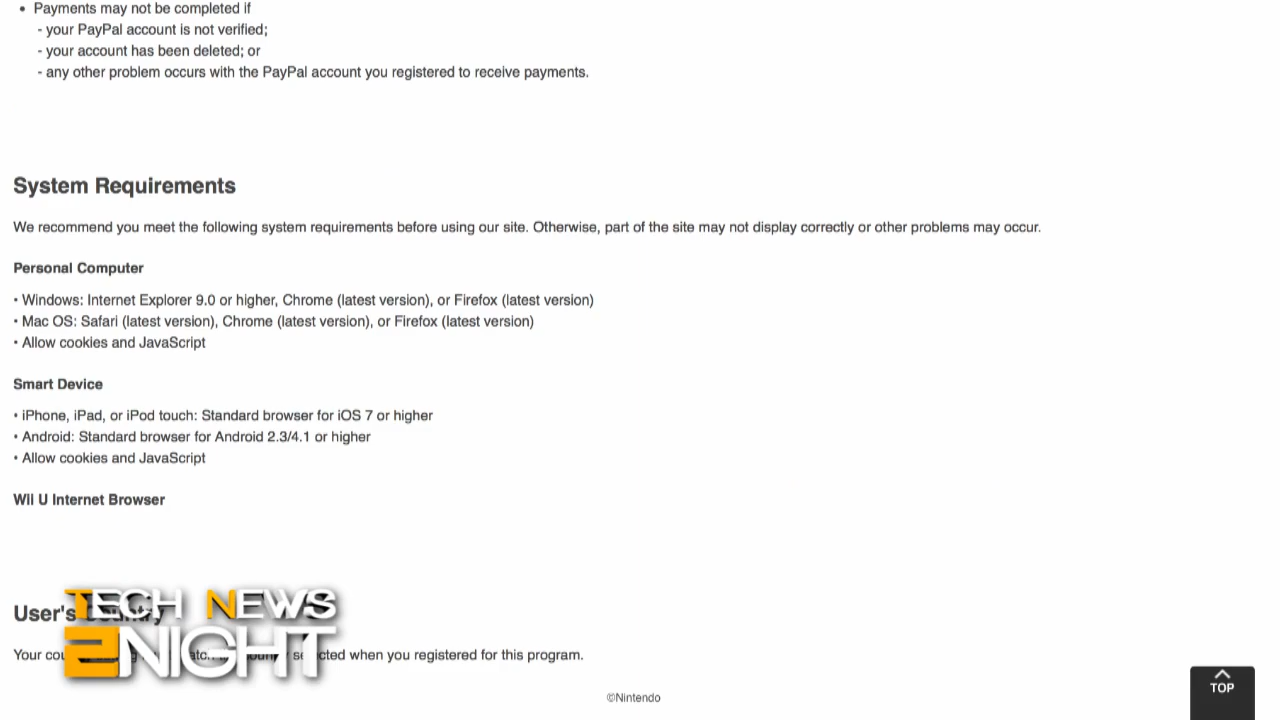 • Payments may not be completed if
- your PayPal account is not verified;
- your account has been deleted; or
- any other problem occurs with the PayPal account you registered to receive payments.
System Requirements
We recommend you meet the following system requirements before using our site. Otherwise, part of the site may not display correctly or other problems may occur.
Personal Computer
• Windows: Internet Explorer 9.0 or higher, Chrome (latest version), or Firefox (latest version)
• Mac OS: Safari (latest version), Chrome (latest version), or Firefox (latest version)
• Allow cookies and JavaScript
Smart Device
• iPhone, iPad, or iPod touch: Standard browser for iOS 7 or higher
• Android: Standard browser for Android 2.3/4.1 or higher
• Allow cookies and JavaScript
Wii U Internet Browser
User's Country
TECH NEWS
2NIGHT
Your selected when you registered for this program.
©Nintendo
TOP